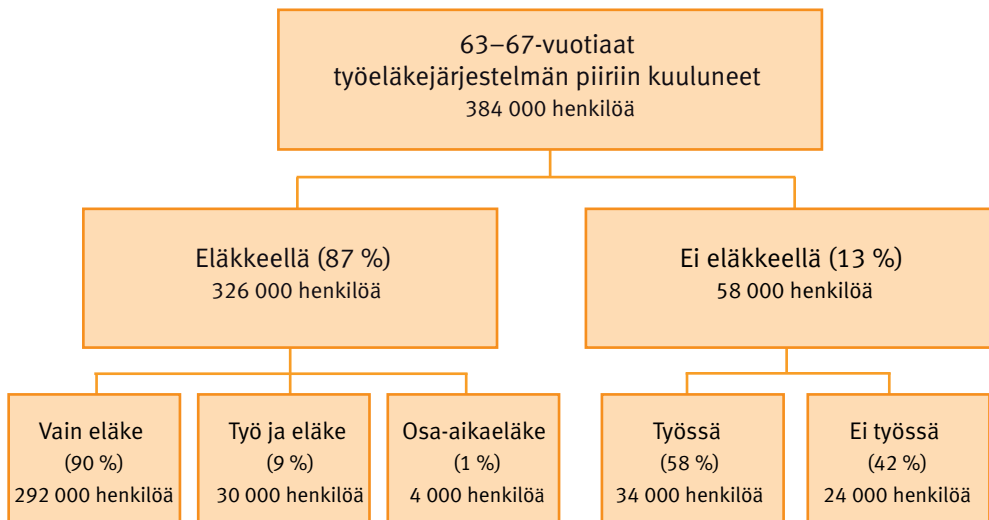 63–67-vuotiaat
työeläkejärjestelmän piiriin kuuluneet
384 000 henkilöä
Eläkkeellä (87 %)
326 000 henkilöä
Ei eläkkeellä (13 %)
58 000 henkilöä
Vain eläke
(90 %)
292 000 henkilöä
Työ ja eläke
(9 %)
30 000 henkilöä
Osa-aikaeläke
(1 %)
4 000 henkilöä
Työssä
(58 %)
34 000 henkilöä
Ei työssä
(42 %)
24 000 henkilöä